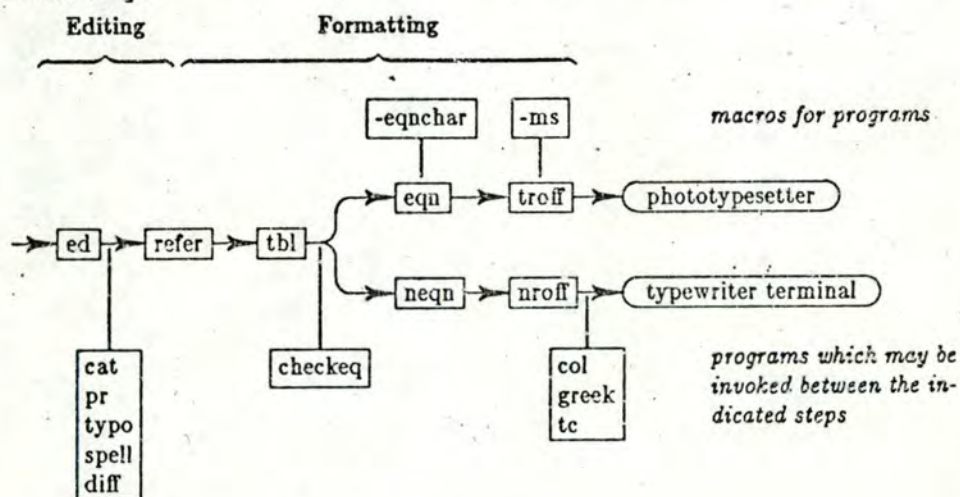 Editing Formatting
-eqnchar -ms macros for programs
eqn troff phototypesetter
ed refer tbl
neqn nroff typewriter terminal
cat
pr
typo
spell
diff
checkeq
col
greek
tc
programs which may be
invoked between the in-
dicated steps